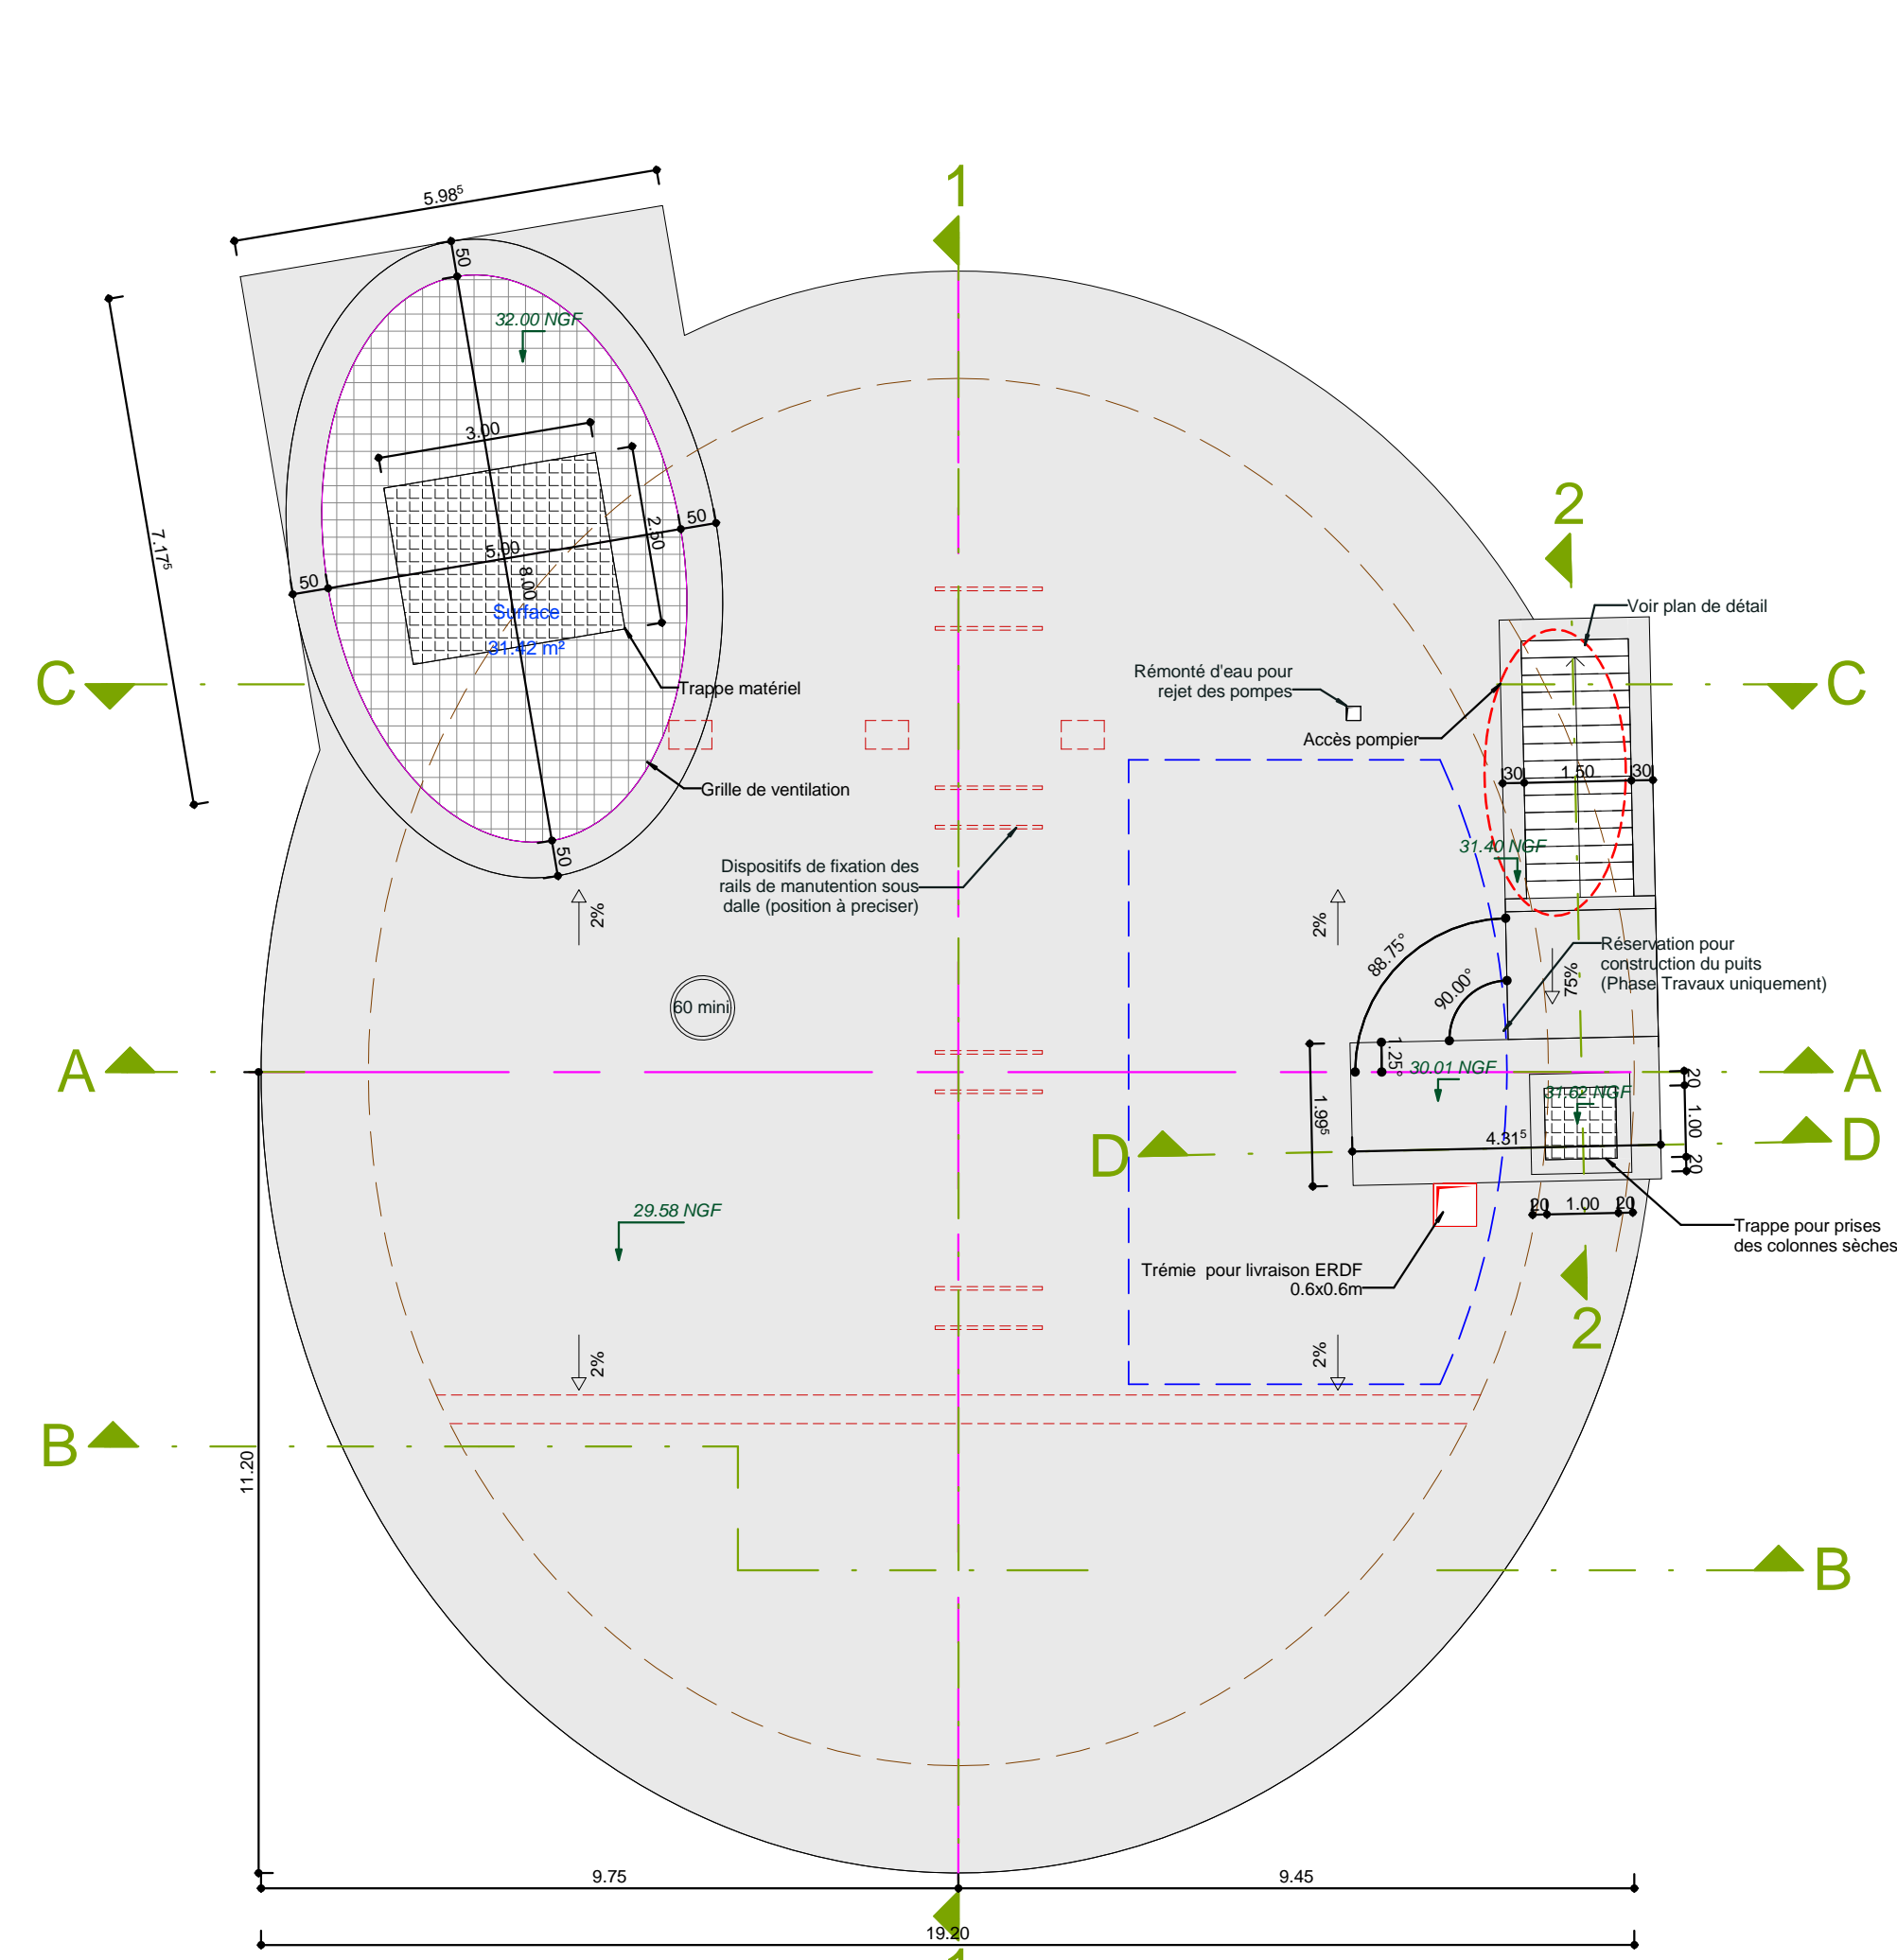 1
5.98⁵
50
32.00 NGF
2
3.00
7.17⁵
2.50
50
5.00
8.00
50
Surface
31.42 m²
Voir plan de détail
Rémonté d'eau pour
rejet des pompes
C
C
Trappe matériel
Accès pompier
30
1.50
30
Grille de ventilation
31.40 NGF
50
Dispositifs de fixation des
rails de manutention sous
dalle (position à preciser)
2%
2%
88.75°
Réservation pour
construction du puits
(Phase Travaux uniquement)
75%
90.00°
60 mini
1.25°
A
30.01 NGF
A
31.62 NGF
20
1.00
20
1.99⁵
4.31⁵
D
D
29.58 NGF
20
1.00
20
Trappe pour prises
des colonnes sèches
Trémie pour livraison ERDF
0.6x0.6m
2
2%
2%
B
11.20
B
9.75
9.45
19.20
1